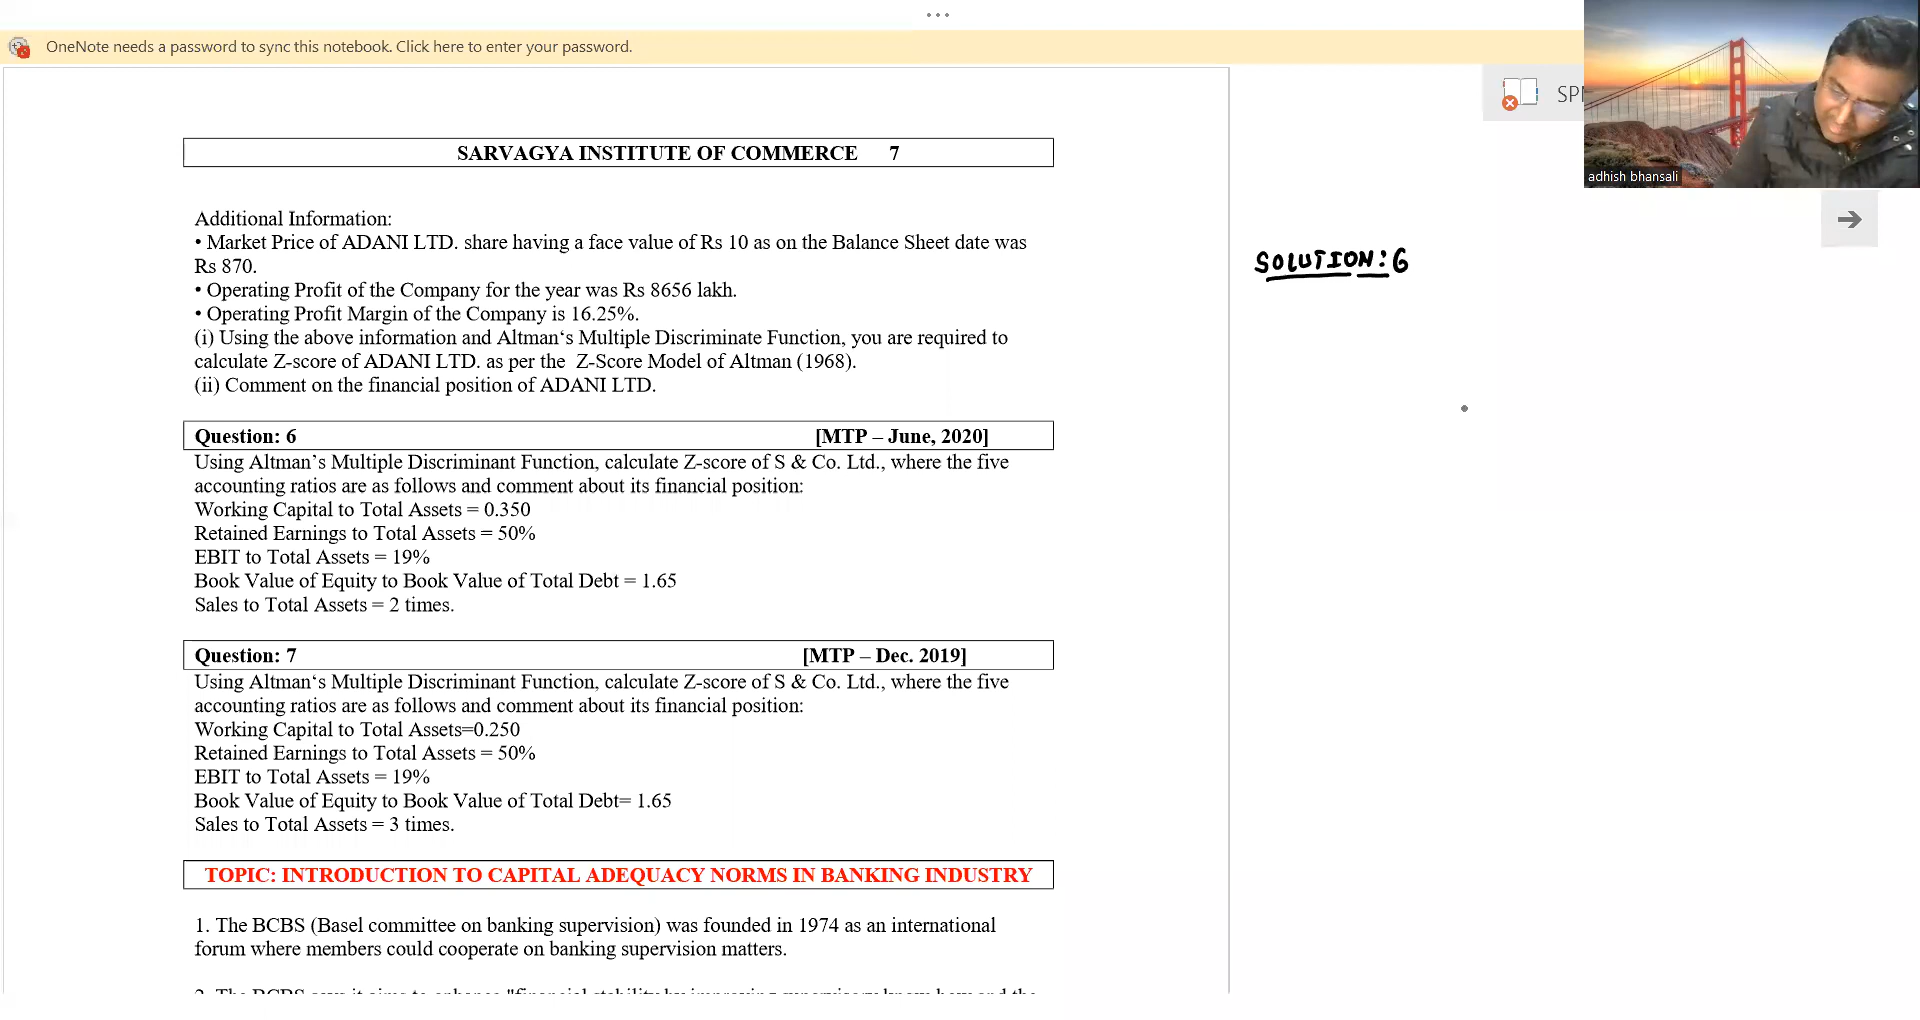 OneNote needs a password to sync this notebook. Click here to enter your password.
SPI
adhish bhansali
SARVAGYA INSTITUTE OF COMMERCE 7
Additional Information:
• Market Price of ADANI LTD. share having a face value of Rs 10 as on the Balance Sheet date was
Rs 870.
• Operating Profit of the Company for the year was Rs 8656 lakh.
• Operating Profit Margin of the Company is 16.25%.
(i) Using the above information and Altman‘s Multiple Discriminate Function, you are required to
calculate Z-score of ADANI LTD. as per the Z-Score Model of Altman (1968).
(ii) Comment on the financial position of ADANI LTD.
SOLUTION: 6
Question: 6 [MTP – June, 2020]
Using Altman’s Multiple Discriminant Function, calculate Z-score of S & Co. Ltd., where the five
accounting ratios are as follows and comment about its financial position:
Working Capital to Total Assets = 0.350
Retained Earnings to Total Assets = 50%
EBIT to Total Assets = 19%
Book Value of Equity to Book Value of Total Debt = 1.65
Sales to Total Assets = 2 times.
Question: 7 [MTP – Dec. 2019]
Using Altman‘s Multiple Discriminant Function, calculate Z-score of S & Co. Ltd., where the five
accounting ratios are as follows and comment about its financial position:
Working Capital to Total Assets=0.250
Retained Earnings to Total Assets = 50%
EBIT to Total Assets = 19%
Book Value of Equity to Book Value of Total Debt= 1.65
Sales to Total Assets = 3 times.
TOPIC: INTRODUCTION TO CAPITAL ADEQUACY NORMS IN BANKING INDUSTRY
1. The BCBS (Basel committee on banking supervision) was founded in 1974 as an international
forum where members could cooperate on banking supervision matters.